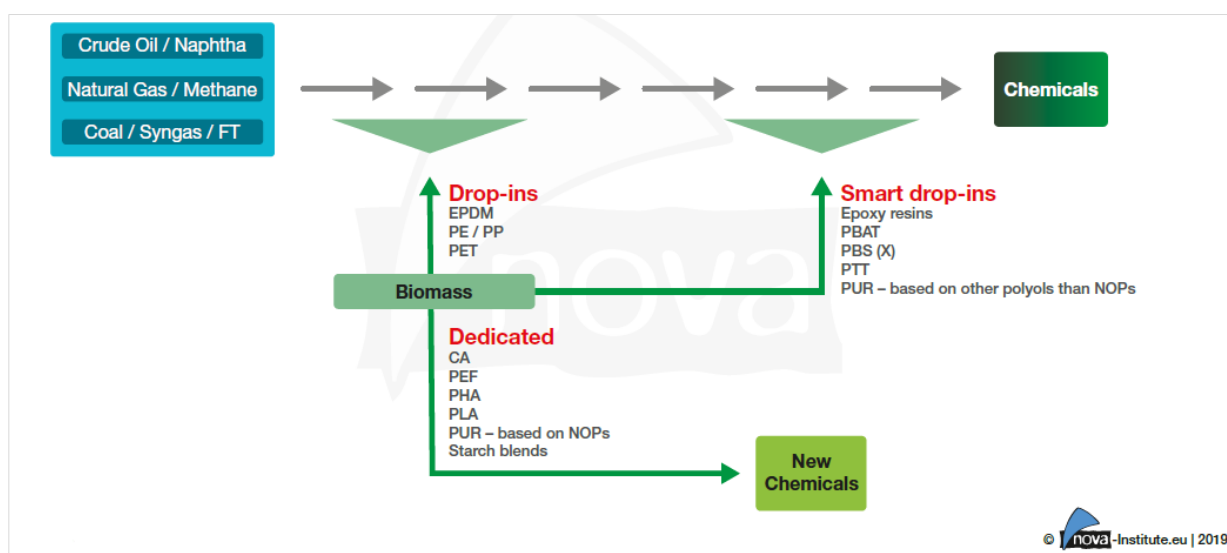 Crude Oil / Naphtha
Natural Gas / Methane
Coal / Syngas / FT
Chemicals
Drop-ins
EPDM
PE / PP
PET
Smart drop-ins
Epoxy resins
PBAT
PBS (X)
PTT
PUR – based on other polyols than NOPs
Biomass
nova
Dedicated
CA
PEF
PHA
PLA
PUR – based on NOPs
Starch blends
New
Chemicals
© nova-Institute.eu | 2019